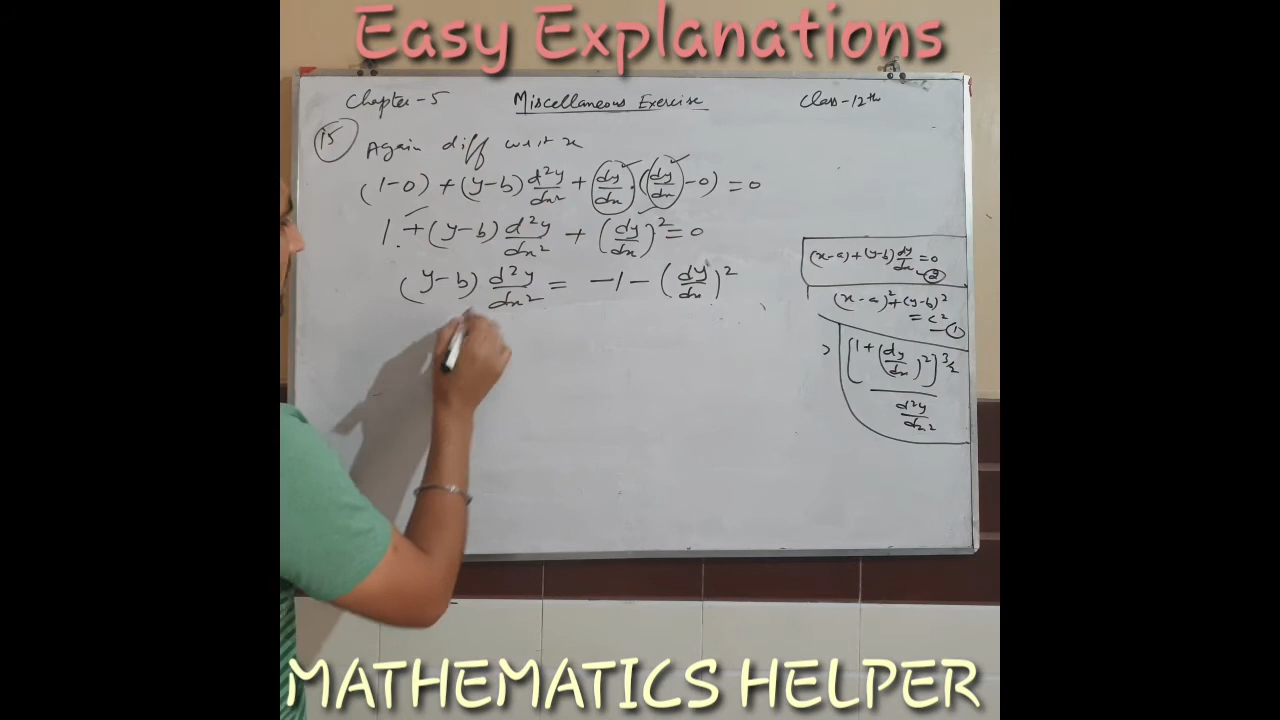 Easy Explanations
Chapter-5 Miscellaneous Exercise Class-12th
15 Again diff w.r.t x
(1-0) + (y-b) d²y/dx² + dy/dx · (dy/dx - 0) = 0
1 + (y-b) d²y/dx² + (dy/dx)² = 0
(y-b) d²y/dx² = -1 - (dy/dx)²
(x-a) + (y-b) dy/dx = 0 — 2
(x-a)² + (y-b)²
= c² — 1
[1 + (dy/dx)²]^3/2
d²y/dx²
MATHEMATICS HELPER